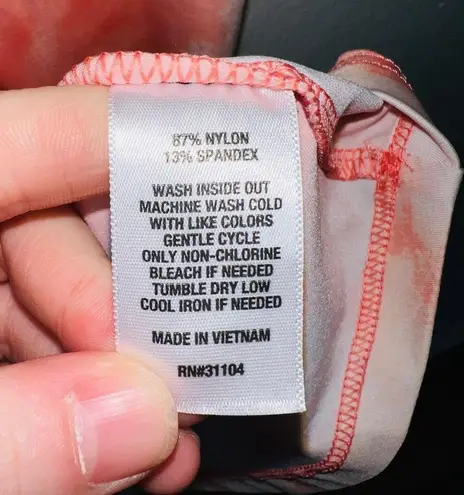 87% NYLON
13% SPANDEX
WASH INSIDE OUT
MACHINE WASH COLD
WITH LIKE COLORS
GENTLE CYCLE
ONLY NON-CHLORINE
BLEACH IF NEEDED
TUMBLE DRY LOW
COOL IRON IF NEEDED
MADE IN VIETNAM
RN#31104